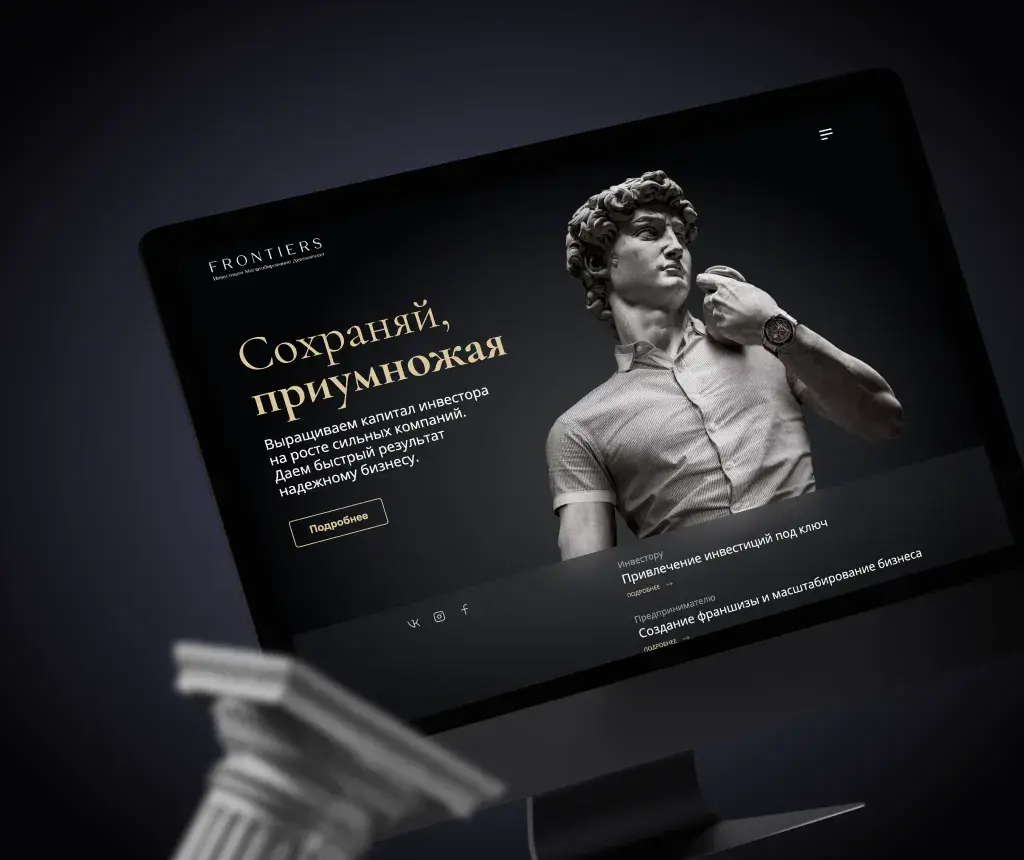 FRONTIERS
Инвестиции Масштабирование Девелопмент
Сохраняй,
приумножая
Выращиваем капитал инвестора
на росте сильных компаний.
Даем быстрый результат
надежному бизнесу.
Подробнее
Инвестору
Привлечение инвестиций под ключ
ПОДРОБНЕЕ →
Предпринимателю
Создание франшизы и масштабирование бизнеса
ПОДРОБНЕЕ →